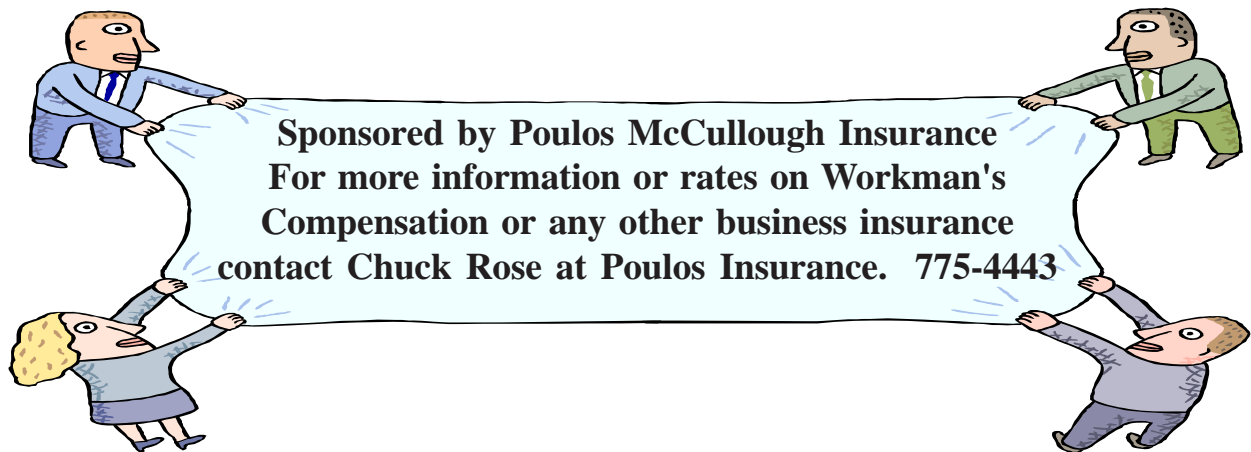 Sponsored by Poulos McCullough Insurance
For more information or rates on Workman's
Compensation or any other business insurance
contact Chuck Rose at Poulos Insurance.  775-4443